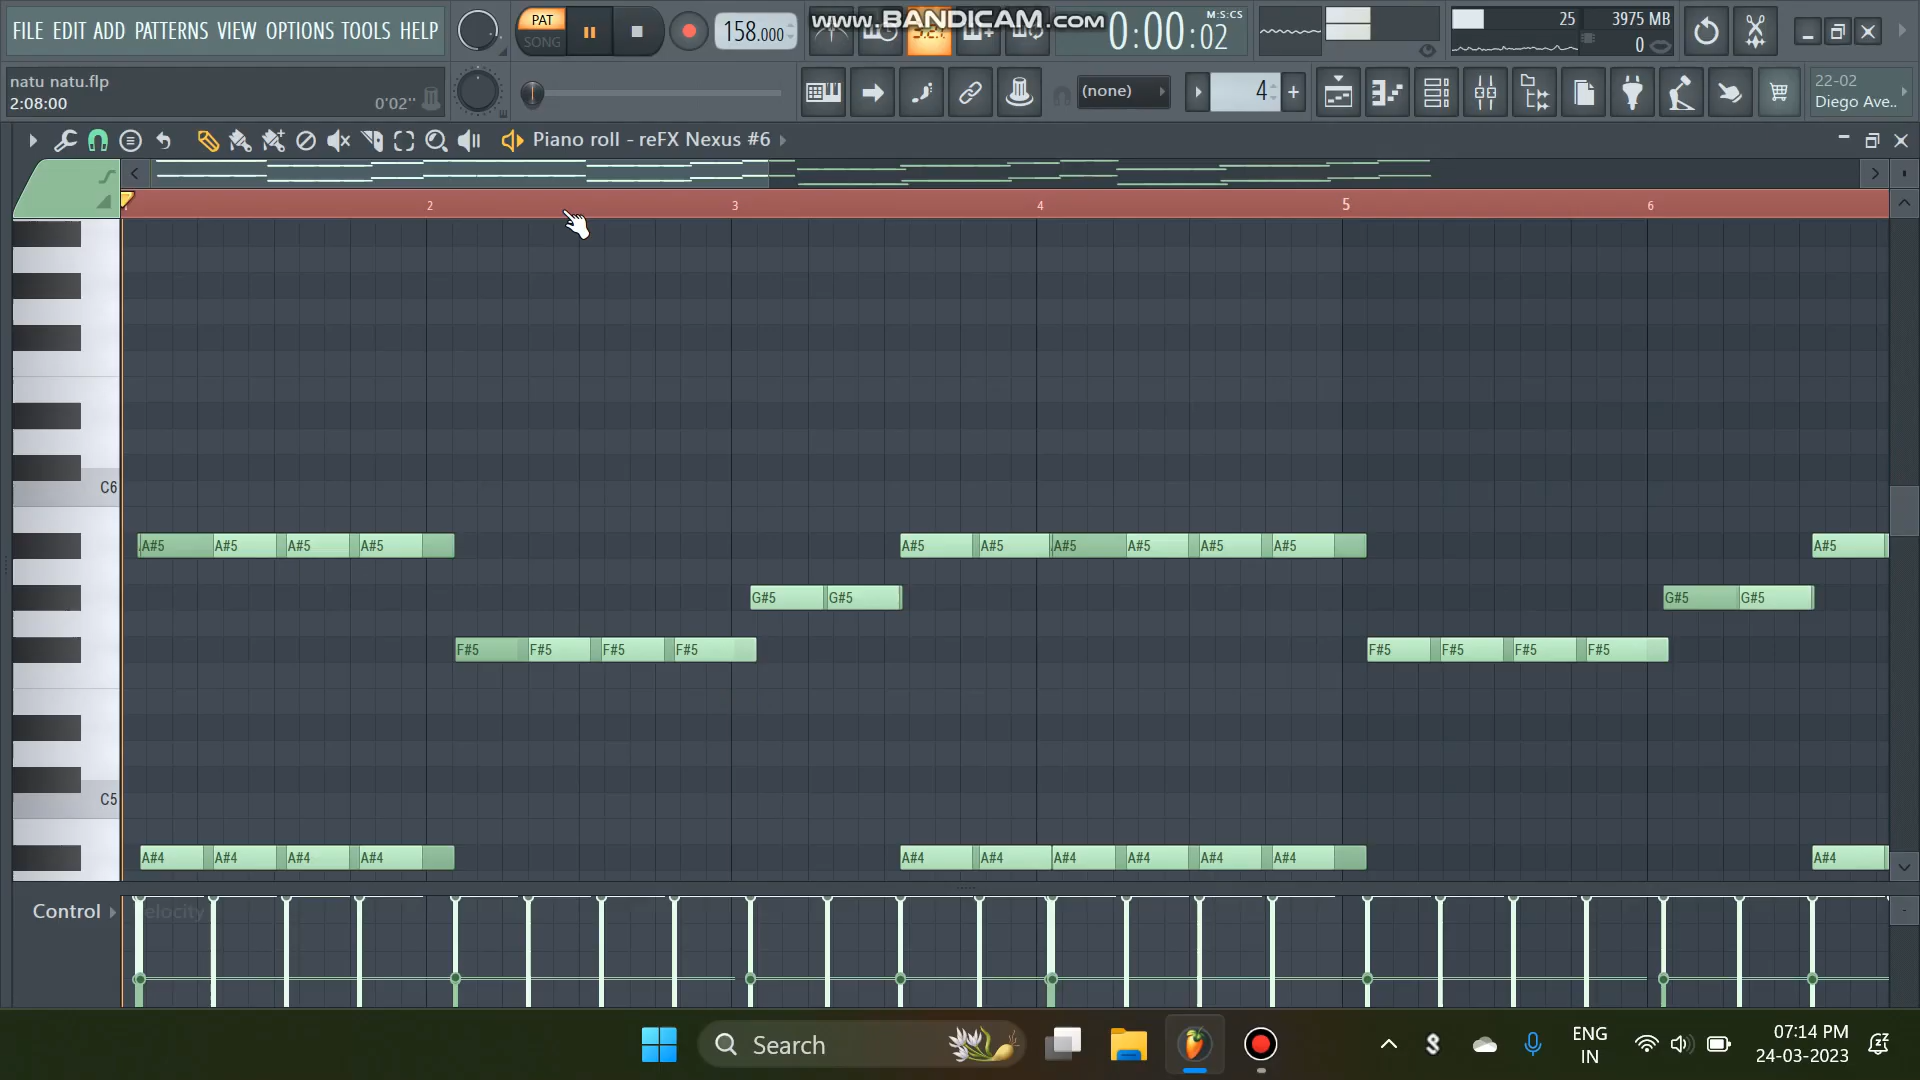 FILE EDIT ADD PATTERNS VIEW OPTIONS TOOLS HELP
PAT
SONG
158.000
www.BANDICAM.com
M:S:CS
0:00:02
25
3975 MB
0
natu natu.flp
2:08:00
0'02''
(none)
4
22-02
Diego Ave..
Piano roll - reFX Nexus #6
2 3 4 5 6
C6
A#5 A#5 A#5 A#5 A#5 A#5 A#5 A#5 A#5 A#5 A#5
G#5 G#5 G#5 G#5
F#5 F#5 F#5 F#5 F#5 F#5 F#5 F#5
C5
A#4 A#4 A#4 A#4 A#4 A#4 A#4 A#4 A#4 A#4 A#4
Control
Search
ENG
IN
07:14 PM
24-03-2023